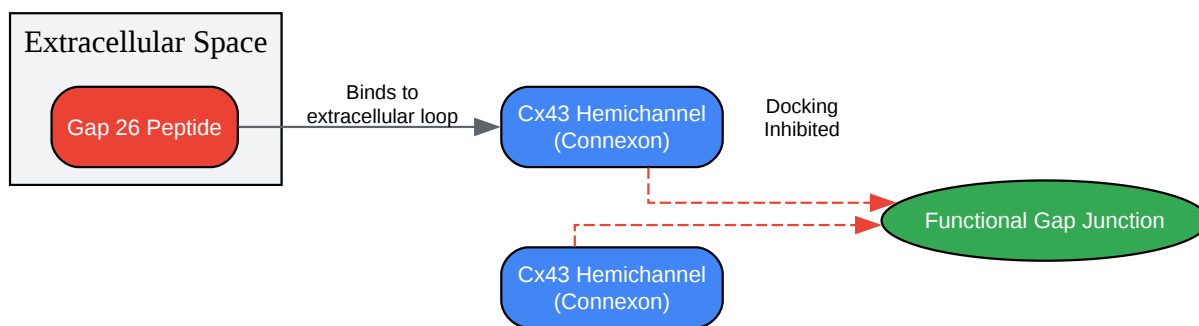 Extracellular Space
Gap 26 Peptide
Binds to
extracellular loop
Cx43 Hemichannel
(Connexon)
Docking
Inhibited
Functional Gap Junction
Cx43 Hemichannel
(Connexon)